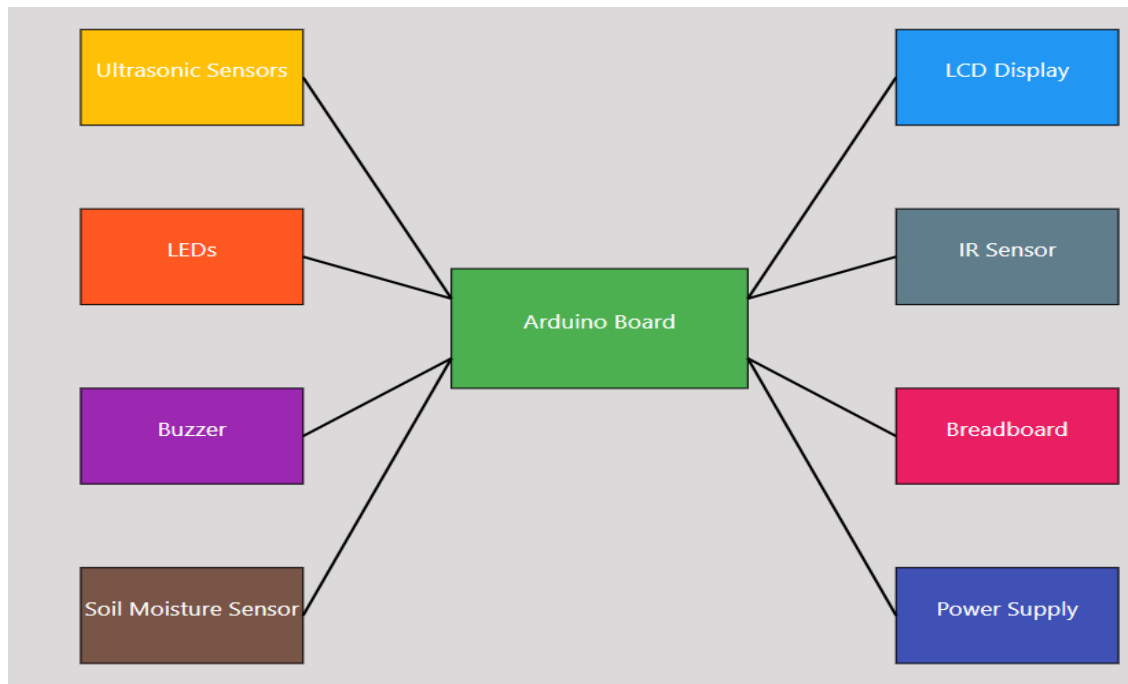 Ultrasonic Sensors
LCD Display
LEDs
IR Sensor
Arduino Board
Buzzer
Breadboard
Soil Moisture Sensor
Power Supply